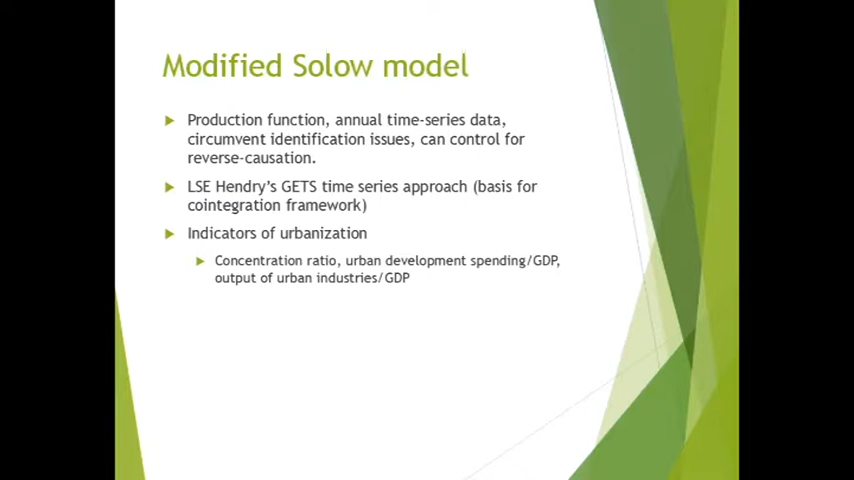 Modified Solow model
Production function, annual time-series data,
circumvent identification issues, can control for
reverse-causation.
LSE Hendry's GETS time series approach (basis for
cointegration framework)
Indicators of urbanization
Concentration ratio, urban development spending/GDP,
output of urban industries/GDP